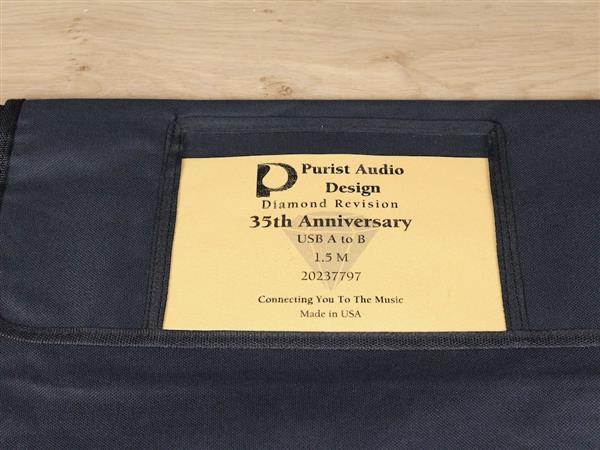 Purist Audio
Design
Diamond Revision
35th Anniversary
USB A to B
1.5 M
20237797
Connecting You To The Music
Made in USA